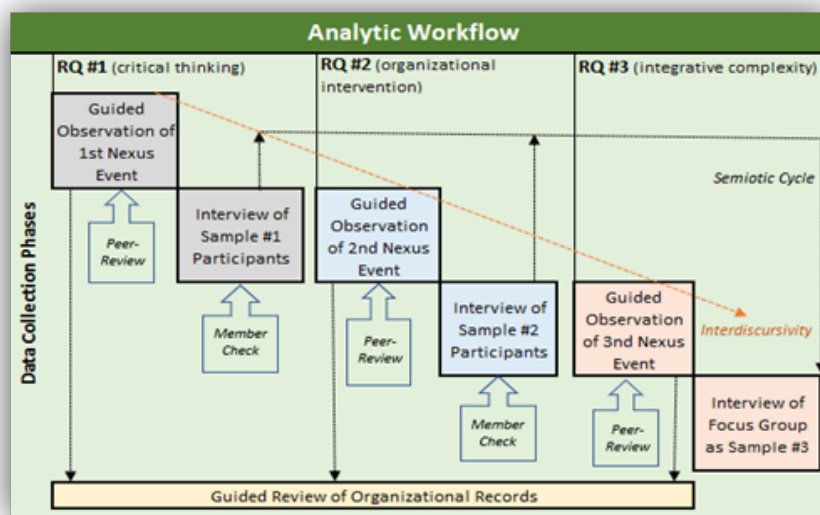 Analytic Workflow
RQ #1 (critical thinking)
RQ #2 (organizational
intervention)
RQ #3 (integrative complexity)
Guided
Observation of
1st Nexus
Event
Data Collection Phases
Peer-
Review
Interview of
Sample #1
Participants
Member
Check
Guided
Observation
of 2nd Nexus
Event
Peer-
Review
Interview of
Sample #2
Participants
Member
Check
Semiotic Cycle
Guided
Observation
of 3nd Nexus
Event
Interdiscursivity
Peer-
Review
Interview of
Focus Group
as Sample #3
Guided Review of Organizational Records